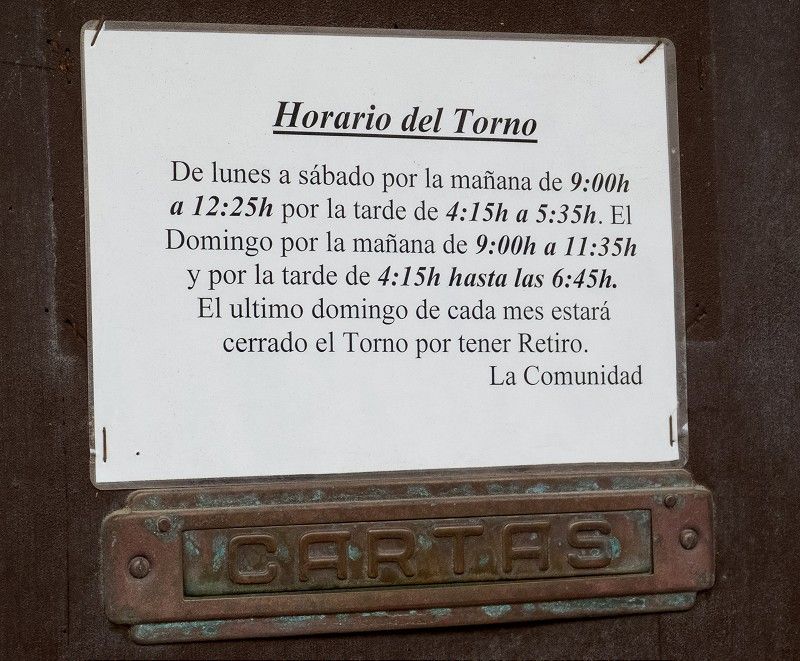 Horario del Torno
De lunes a sábado por la mañana de 9:00h
a 12:25h por la tarde de 4:15h a 5:35h. El
Domingo por la mañana de 9:00h a 11:35h
y por la tarde de 4:15h hasta las 6:45h.
El ultimo domingo de cada mes estará
cerrado el Torno por tener Retiro.
La Comunidad
CARTAS